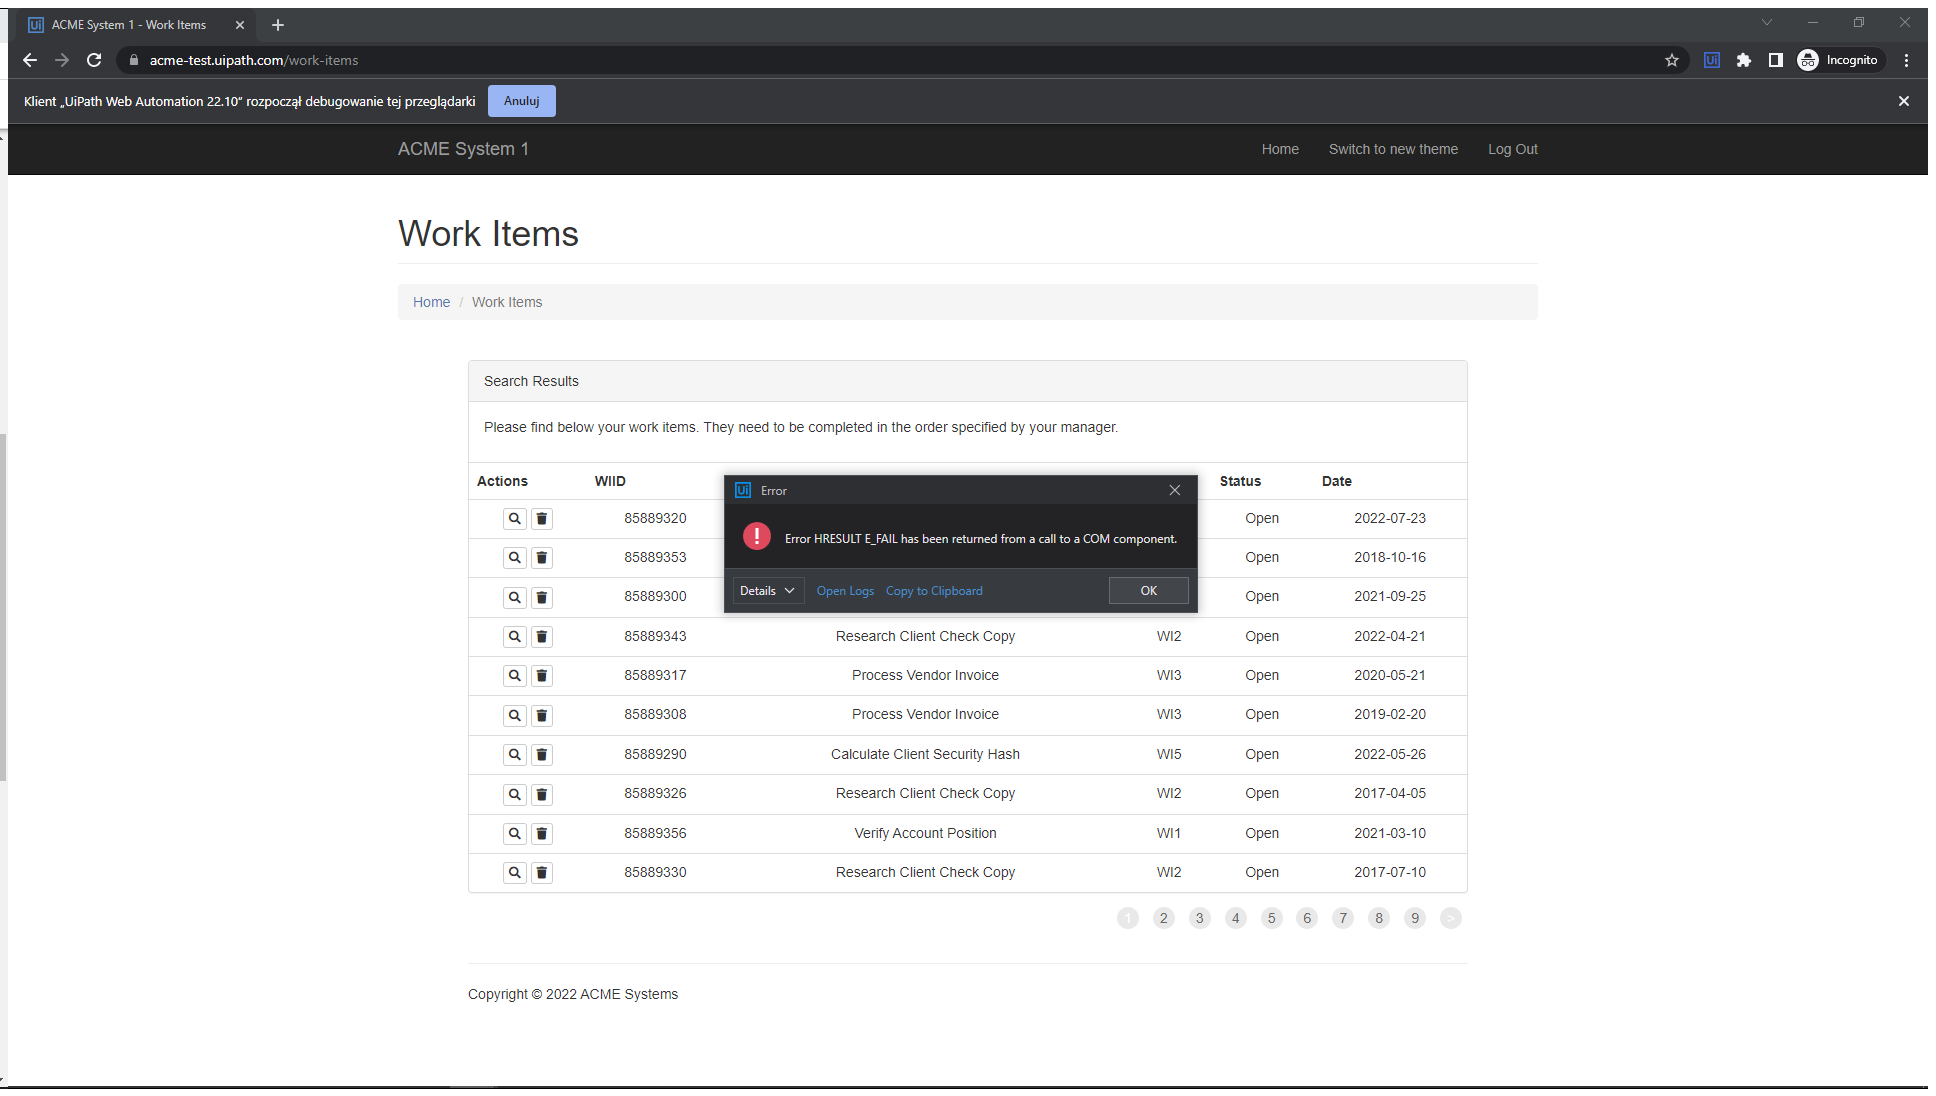 Ui ACME System 1 - Work Items
acme-test.uipath.com/work-items
Ui
Incognito
Klient „UiPath Web Automation 22.10” rozpoczął debugowanie tej przeglądarki
Anuluj
ACME System 1
Home Switch to new theme Log Out
Work Items
Home / Work Items
Search Results
Please find below your work items. They need to be completed in the order specified by your manager.
Actions WIID Status Date
85889320 Open 2022-07-23
85889353 Open 2018-10-16
85889300 Open 2021-09-25
Ui Error
Error HRESULT E_FAIL has been returned from a call to a COM component.
Details Open Logs Copy to Clipboard OK
85889343 Research Client Check Copy WI2 Open 2022-04-21
85889317 Process Vendor Invoice WI3 Open 2020-05-21
85889308 Process Vendor Invoice WI3 Open 2019-02-20
85889290 Calculate Client Security Hash WI5 Open 2022-05-26
85889326 Research Client Check Copy WI2 Open 2017-04-05
85889356 Verify Account Position WI1 Open 2021-03-10
85889330 Research Client Check Copy WI2 Open 2017-07-10
1 2 3 4 5 6 7 8 9 >
Copyright © 2022 ACME Systems